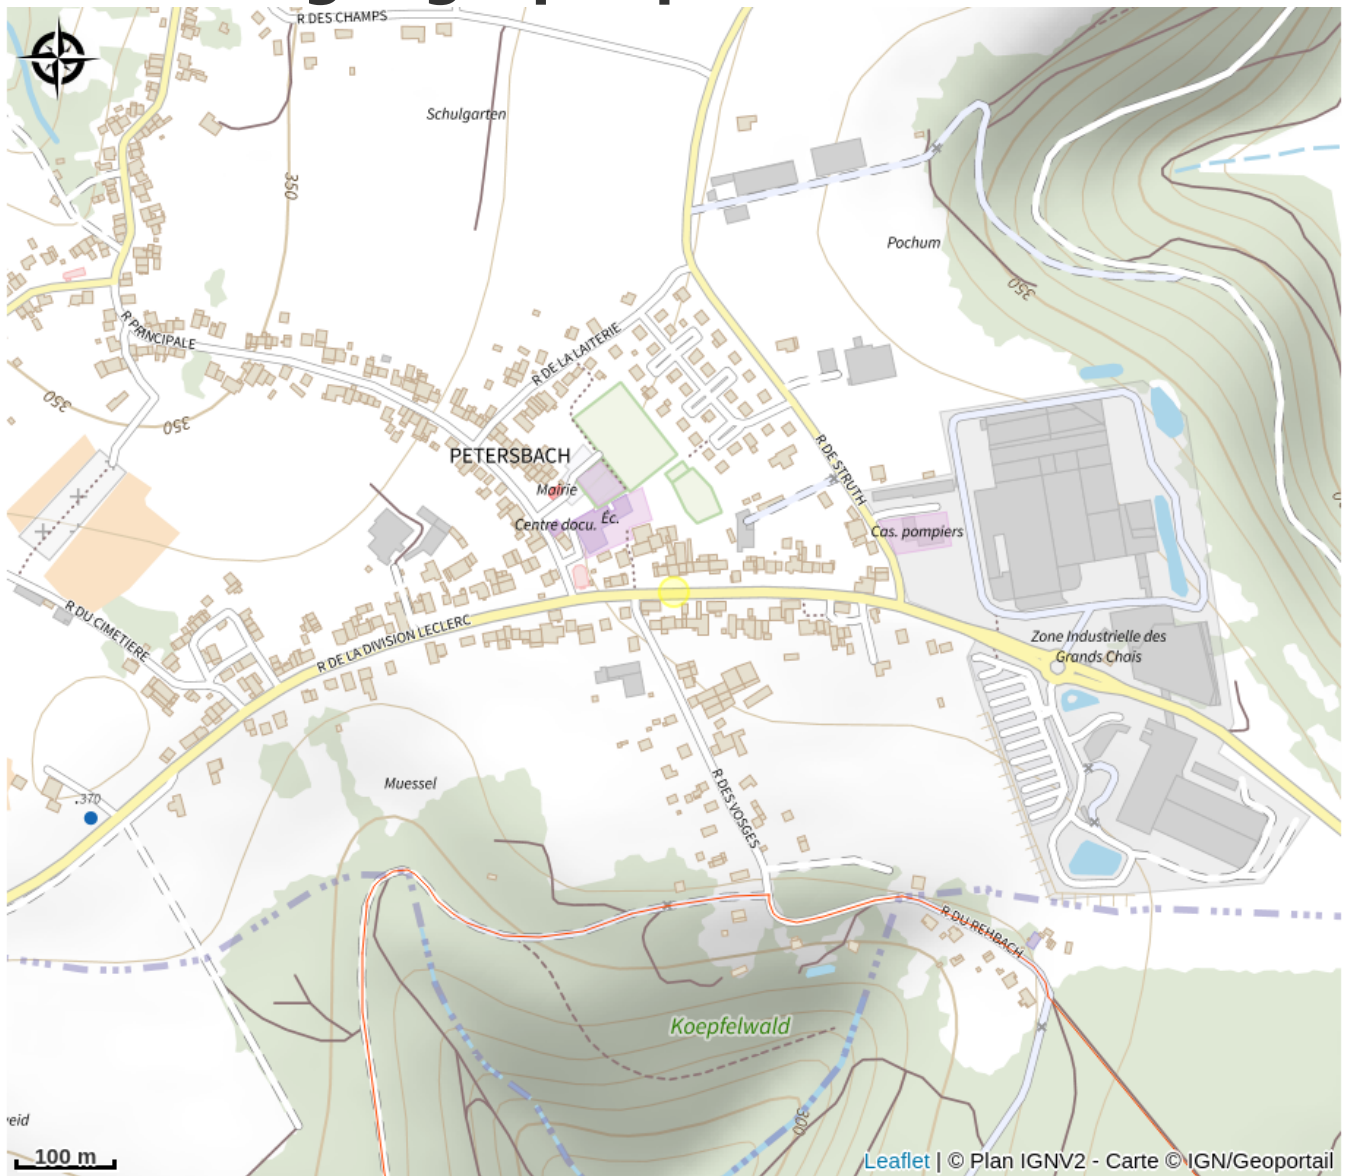 R DES CHAMPS
Schulgarten
350
Pochum
350
R PRINCIPALE
R DE LA LAITERIE
350
350
PETERSBACH
R DE STRUTH
Mairie
Centre docu.
Éc.
Cas. pompiers
R DU CIMETIERE
R DE LA DIVISION LECLERC
Zone Industrielle des
Grands Chais
Muessel
.370
R DES VOSGES
R DU REHBACH
Koepfelwald
300
eid
100 m
Leaflet | © Plan IGNV2 - Carte © IGN/Geoportail